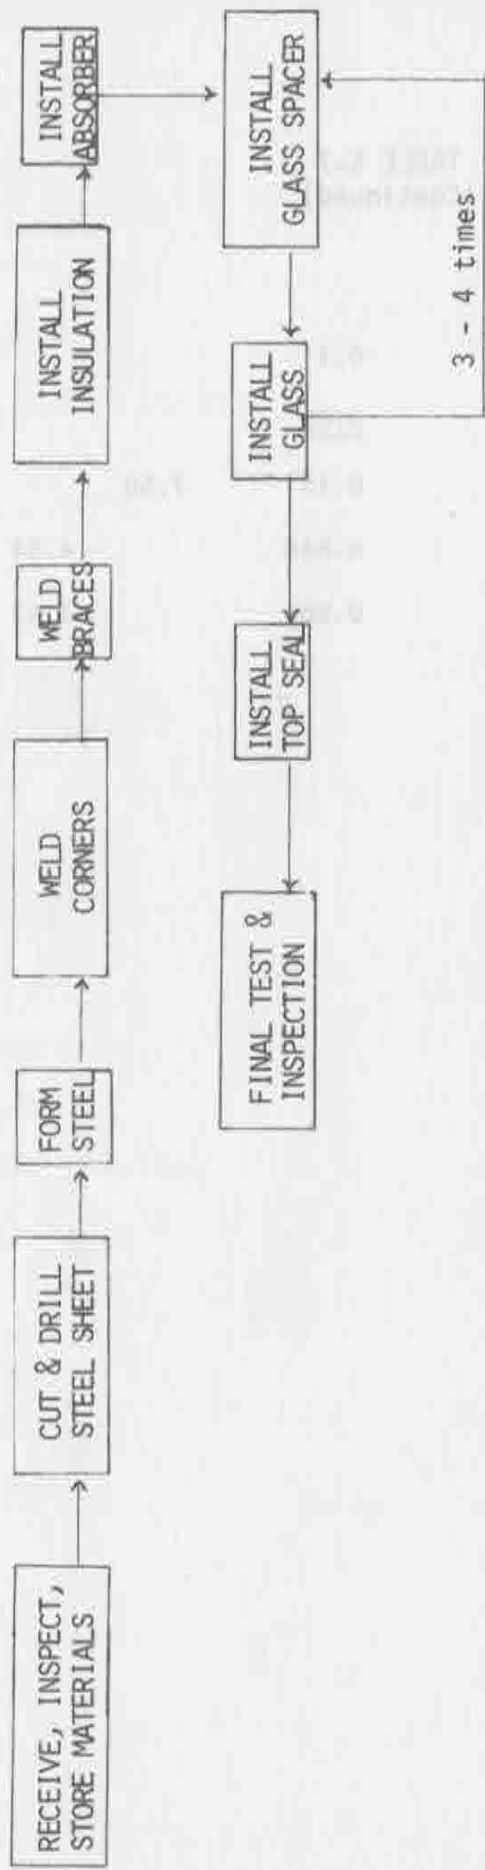 RECEIVE, INSPECT,
STORE MATERIALS
CUT & DRILL
STEEL SHEET
FORM
STEEL
WELD
CORNERS
WELD
BRACES
INSTALL
INSULATION
INSTALL
ABSORBER
INSTALL
GLASS SPACER
INSTALL
GLASS
3 - 4 times
INSTALL
TOP SEAL
FINAL TEST &
INSPECTION